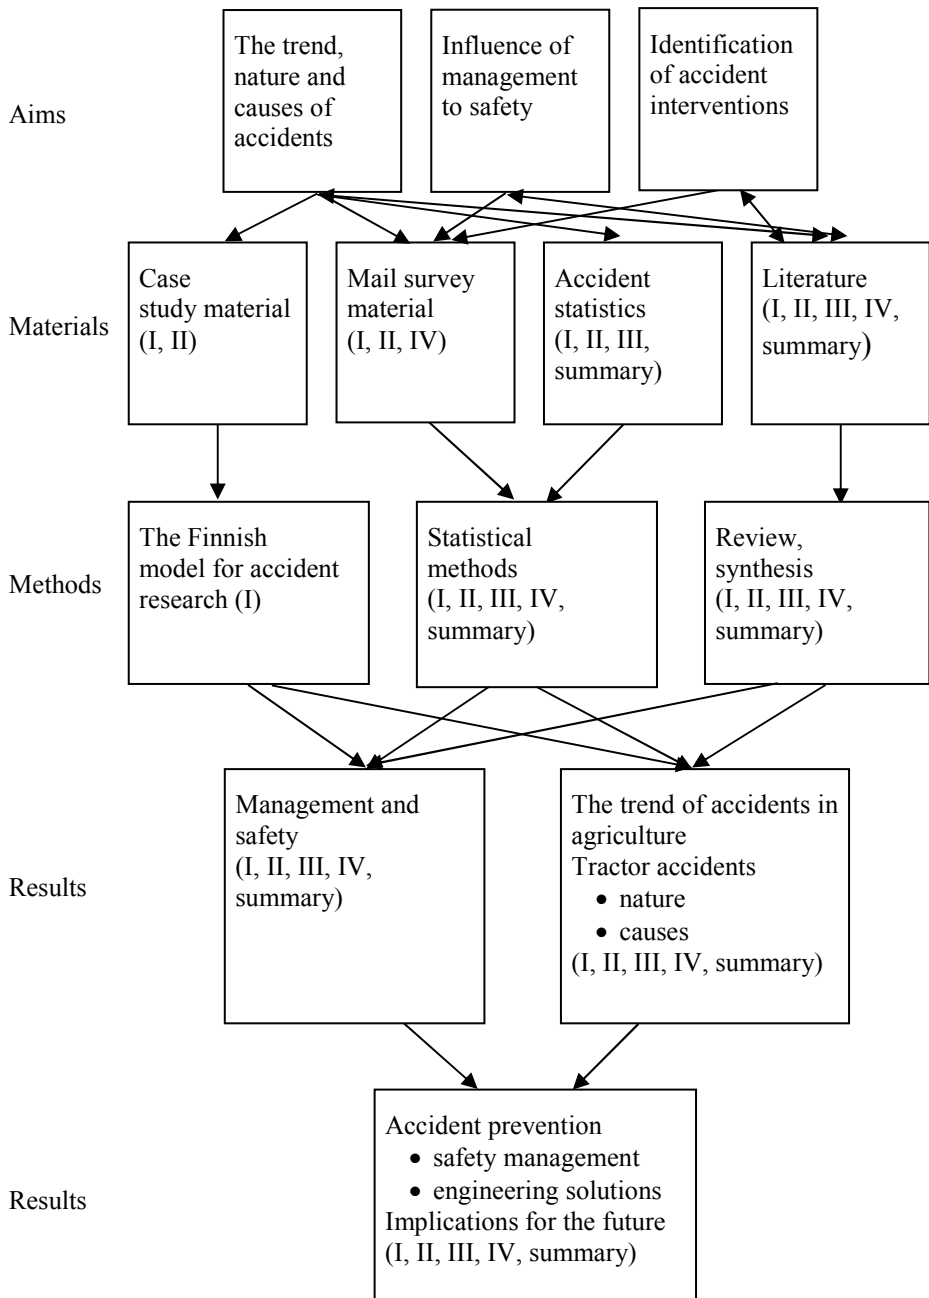 Aims
The trend,
nature and
causes of
accidents
Influence of
management
to safety
Identification
of accident
interventions
Materials
Case
study material
(I, II)
Mail survey
material
(I, II, IV)
Accident
statistics
(I, II, III,
summary)
Literature
(I, II, III, IV,
summary)
Methods
The Finnish
model for accident
research (I)
Statistical
methods
(I, II, III, IV,
summary)
Review,
synthesis
(I, II, III, IV,
summary)
Results
Management and
safety
(I, II, III, IV,
summary)
The trend of accidents in
agriculture
Tractor accidents
• nature
• causes
(I, II, III, IV, summary)
Results
Accident prevention
• safety management
• engineering solutions
Implications for the future
(I, II, III, IV, summary)